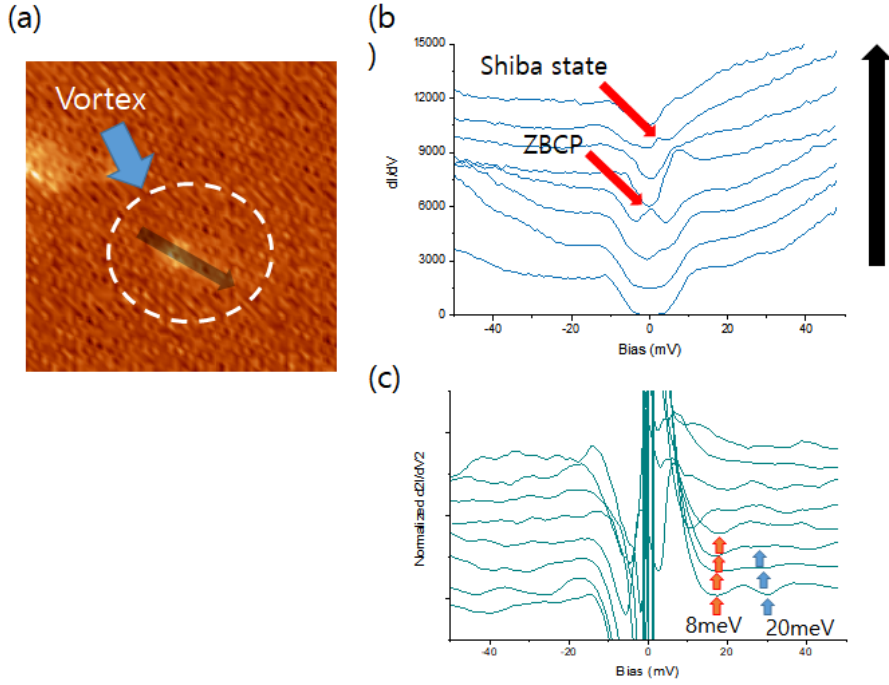 (a)
Vortex
(b
)
15000
12000
9000
6000
3000
0
dI/dV
Shiba state
ZBCP
-40
-20
0
20
40
Bias (mV)
(c)
Normalized d2I/dV2
8meV
20meV
-40
-20
0
20
40
Bias (mV)